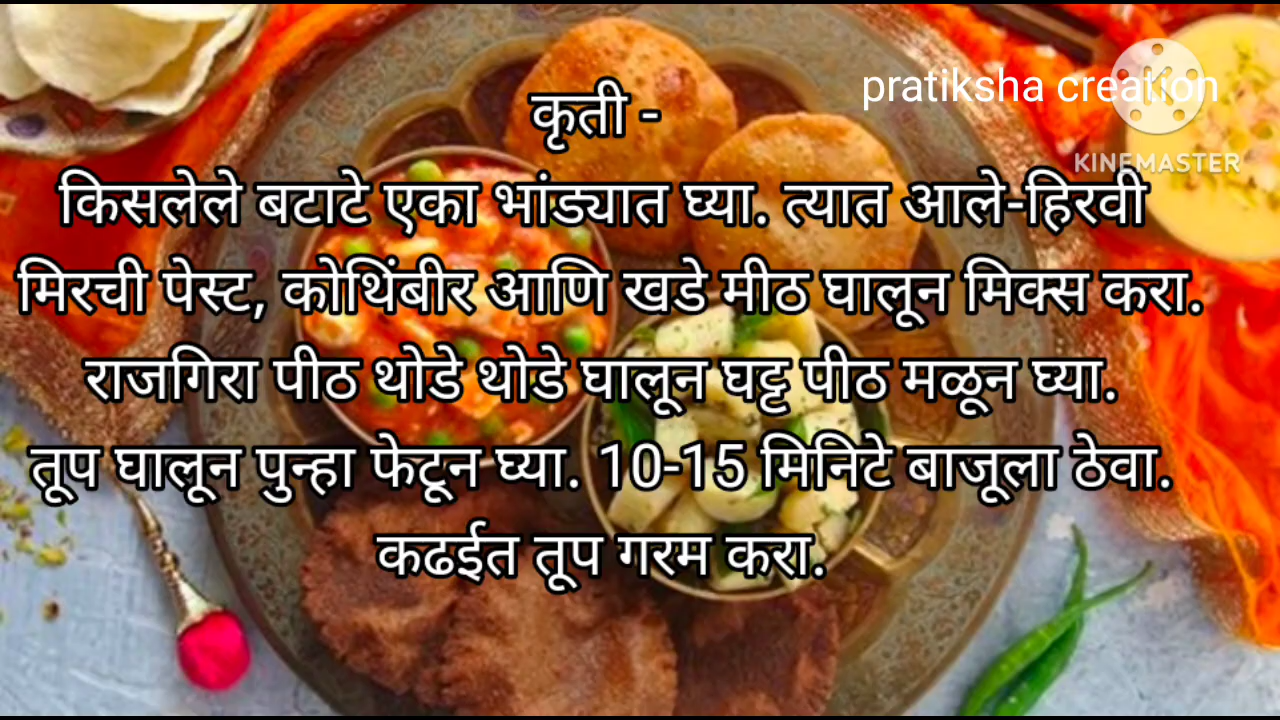 pratiksha creation
KINEMASTER
कृती -
किसलेले बटाटे एका भांड्यात घ्या. त्यात आले-हिरवी
मिरची पेस्ट, कोथिंबीर आणि खडे मीठ घालून मिक्स करा.
राजगिरा पीठ थोडे थोडे घालून घट्ट पीठ मळून घ्या.
तूप घालून पुन्हा फेटून घ्या. 10-15 मिनिटे बाजूला ठेवा.
कढईत तूप गरम करा.